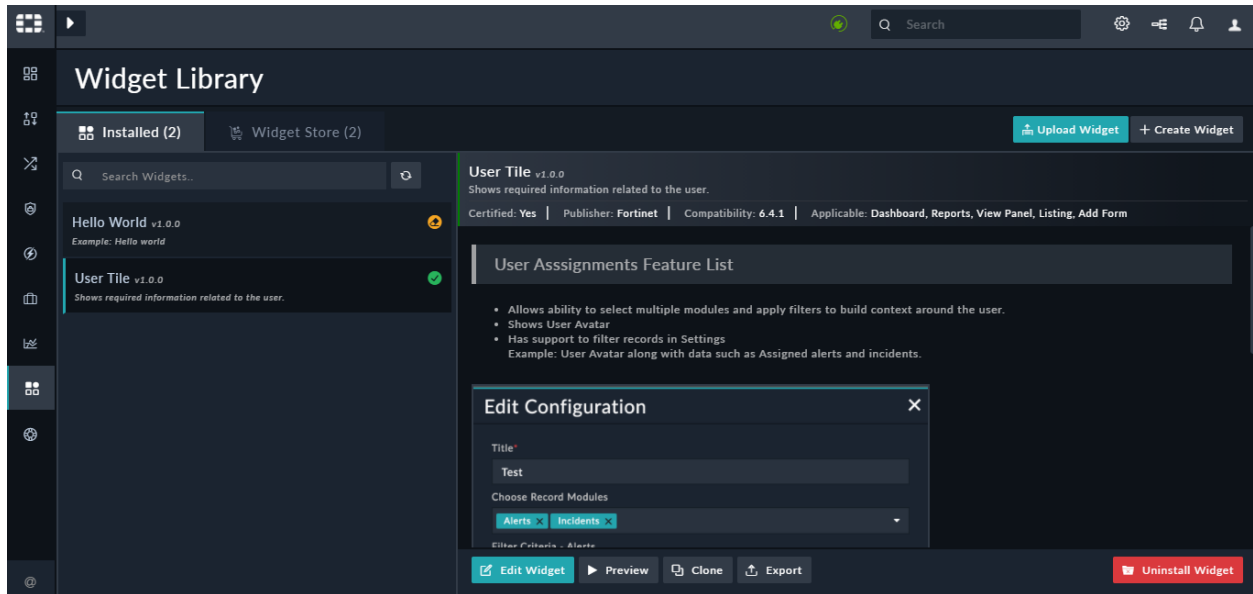 Search
Widget Library
Installed (2)
Widget Store (2)
Upload Widget
+ Create Widget
Search Widgets..
Hello World v1.0.0
Example: Hello world
User Tile v1.0.0
Shows required information related to the user.
User Tile v1.0.0
Shows required information related to the user.
Certified: Yes | Publisher: Fortinet | Compatibility: 6.4.1 | Applicable: Dashboard, Reports, View Panel, Listing, Add Form
User Asssignments Feature List
• Allows ability to select multiple modules and apply filters to build context around the user.
• Shows User Avatar
• Has support to filter records in Settings
Example: User Avatar along with data such as Assigned alerts and incidents.
Edit Configuration
Title*
Test
Choose Record Modules
Alerts × Incidents ×
Filter Criteria - Alerts
Edit Widget
Preview
Clone
Export
Uninstall Widget
@